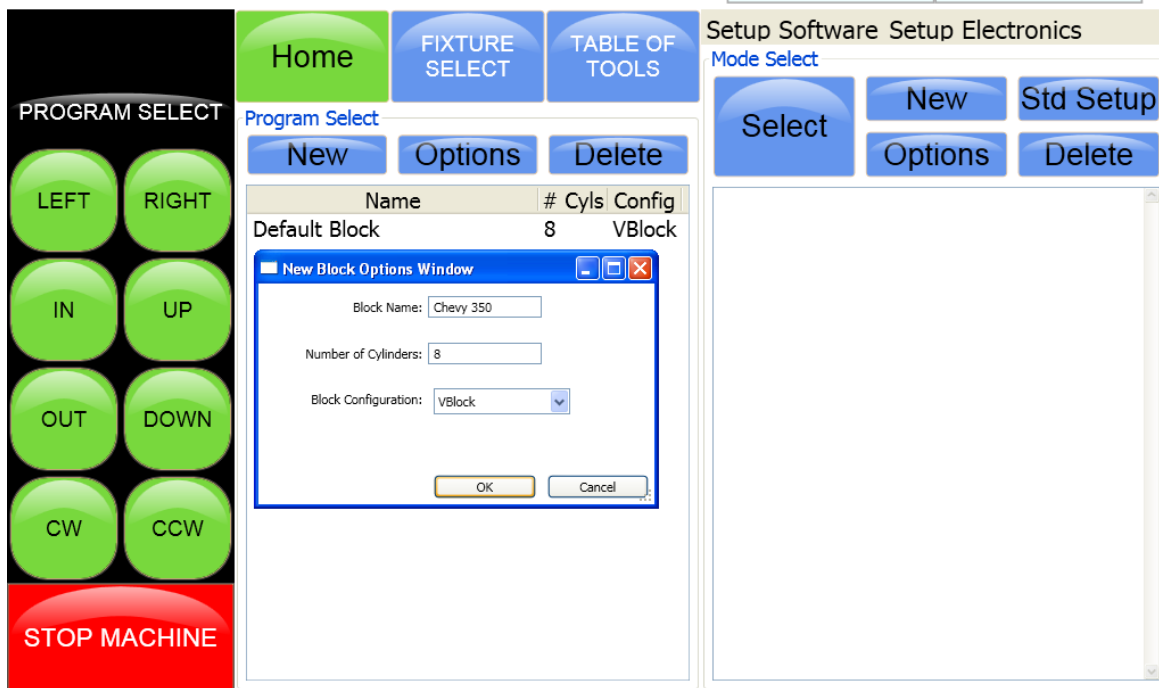 PROGRAM SELECT
LEFT RIGHT
IN UP
OUT DOWN
CW CCW
STOP MACHINE
Home
FIXTURE
SELECT
TABLE OF
TOOLS
Program Select
New Options Delete
Name # Cyls Config
Default Block 8 VBlock
New Block Options Window
Block Name: Chevy 350
Number of Cylinders: 8
Block Configuration: VBlock
OK Cancel
Setup Software Setup Electronics
Mode Select
Select
New Std Setup
Options Delete